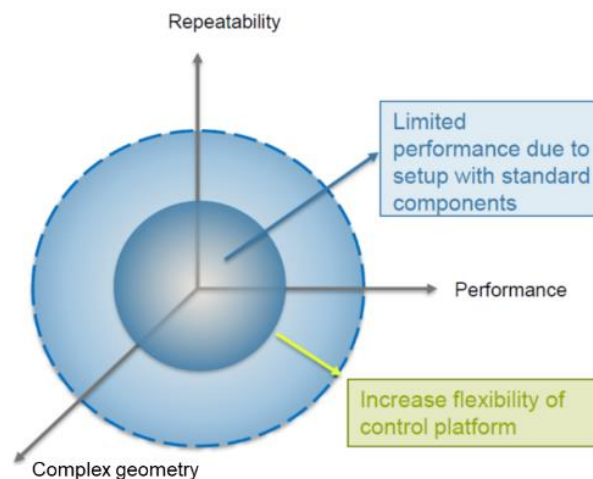 Repeatability
Limited
performance due to
setup with standard
components
Performance
Increase flexibility of
control platform
Complex geometry